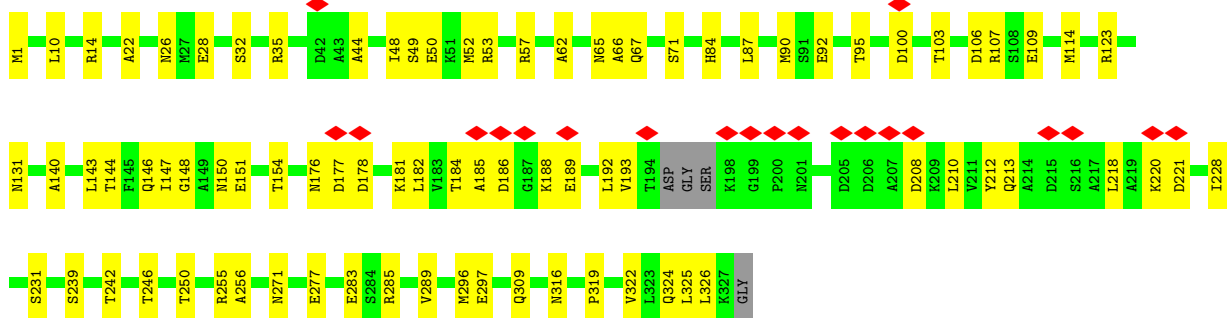 M1 L10 R14 A22 N26 M27 E28 S32 R35 D42 A43 A44 I48 S49 E50 K51 M52 R53 R57 A62 N65 A66 Q67 S71 H84 L87 M90 S91 E92 T95 D100 T103 D106 R107 S108 E109 M114 R123
N131 A140 L143 T144 F145 Q146 I147 G148 A149 N150 E151 T154 N176 D177 D178 K181 L182 V183 T184 A185 D186 G187 K188 E189 L192 V193 T194 ASP GLY SER K198 G199 P200 N201 D205 D206 A207 D208 K209 L210 V211 Y212 Q213 A214 D215 S216 A217 L218 A219 K220 D221 I228
S231 S239 T242 T246 T250 R255 A256 N271 E277 E283 S284 R285 V289 M296 E297 Q309 N316 P319 V322 L323 Q324 L325 L326 K327 GLY